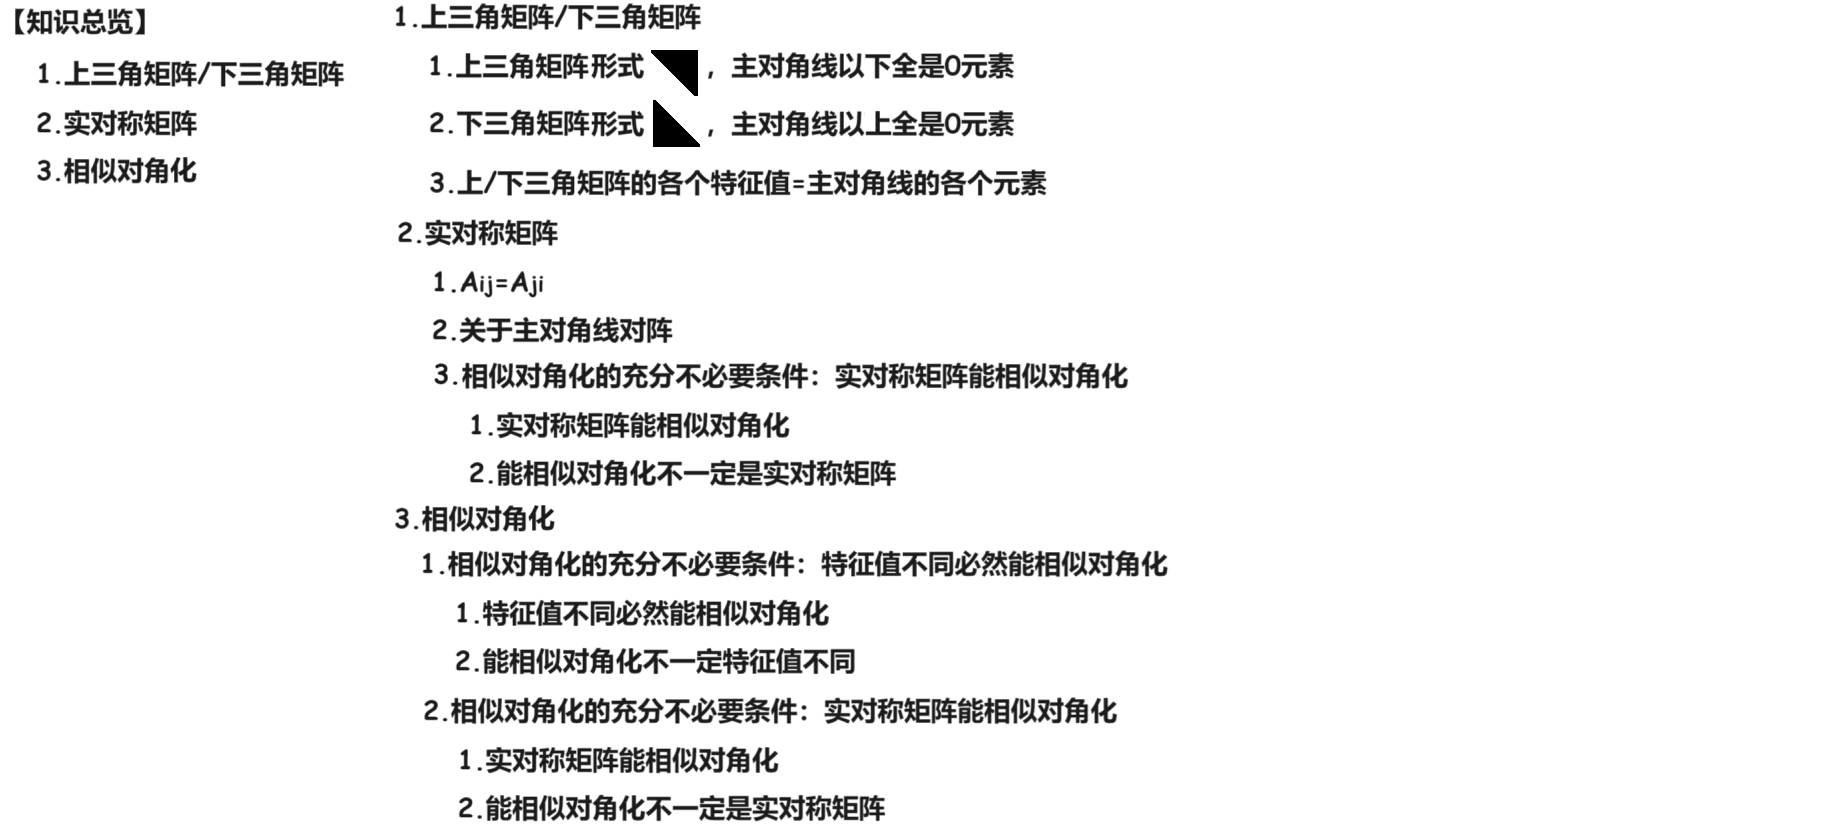 【知识总览】
1.上三角矩阵/下三角矩阵
2.实对称矩阵
3.相似对角化
1.上三角矩阵/下三角矩阵
1.上三角矩阵形式 ，主对角线以下全是0元素
2.下三角矩阵形式 ，主对角线以上全是0元素
3.上/下三角矩阵的各个特征值=主对角线的各个元素
2.实对称矩阵
1.Aij=Aji
2.关于主对角线对阵
3.相似对角化的充分不必要条件：实对称矩阵能相似对角化
1.实对称矩阵能相似对角化
2.能相似对角化不一定是实对称矩阵
3.相似对角化
1.相似对角化的充分不必要条件：特征值不同必然能相似对角化
1.特征值不同必然能相似对角化
2.能相似对角化不一定特征值不同
2.相似对角化的充分不必要条件：实对称矩阵能相似对角化
1.实对称矩阵能相似对角化
2.能相似对角化不一定是实对称矩阵